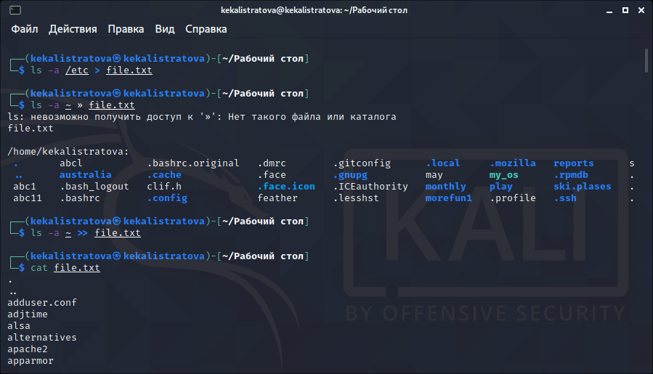 kekalistratova@kekalistratova: ~/Рабочий стол
Файл Действия Правка Вид Справка
(kekalistratova㉿kekalistratova)-[~/Рабочий стол]
$ ls -a /etc > file.txt
(kekalistratova㉿kekalistratova)-[~/Рабочий стол]
$ ls -a ~ » file.txt
ls: невозможно получить доступ к '»': Нет такого файла или каталога
file.txt
/home/kekalistratova:
. abc1 .bashrc.original .dmrc .gitconfig .local .mozilla reports s
.. australia .cache .face .gnupg may my_os .rpmdb .
abc1 .bash_logout clif.h .face.icon .ICEauthority monthly play ski.plases .
abc11 .bashrc .config feather .lesshst morefun1 .profile .ssh .
(kekalistratova㉿kekalistratova)-[~/Рабочий стол]
$ ls -a ~ >> file.txt
(kekalistratova㉿kekalistratova)-[~/Рабочий стол]
$ cat file.txt
.
..
adduser.conf
adjtime
alsa
alternatives
apache2
apparmor
KALI
BY OFFENSIVE SECURITY